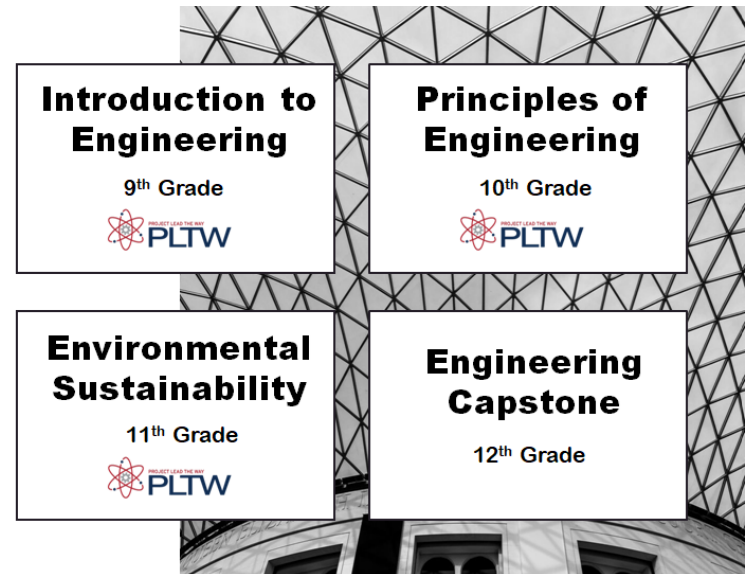 Introduction to
Engineering
9th Grade
PROJECT LEAD THE WAY
PLTW
Principles of
Engineering
10th Grade
PROJECT LEAD THE WAY
PLTW
Environmental
Sustainability
11th Grade
PROJECT LEAD THE WAY
PLTW
Engineering
Capstone
12th Grade